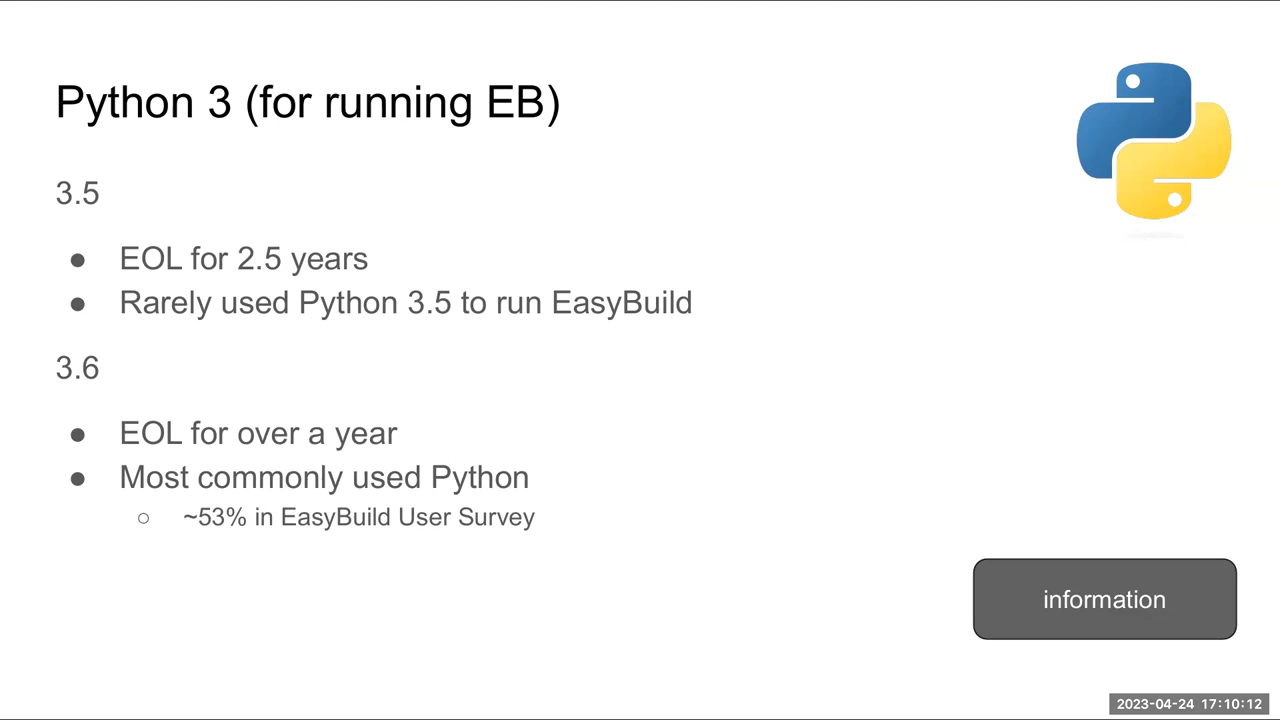 Python 3 (for running EB)
3.5
● EOL for 2.5 years
● Rarely used Python 3.5 to run EasyBuild
3.6
● EOL for over a year
● Most commonly used Python
○ ~53% in EasyBuild User Survey
information
2023-04-24 17:10:12